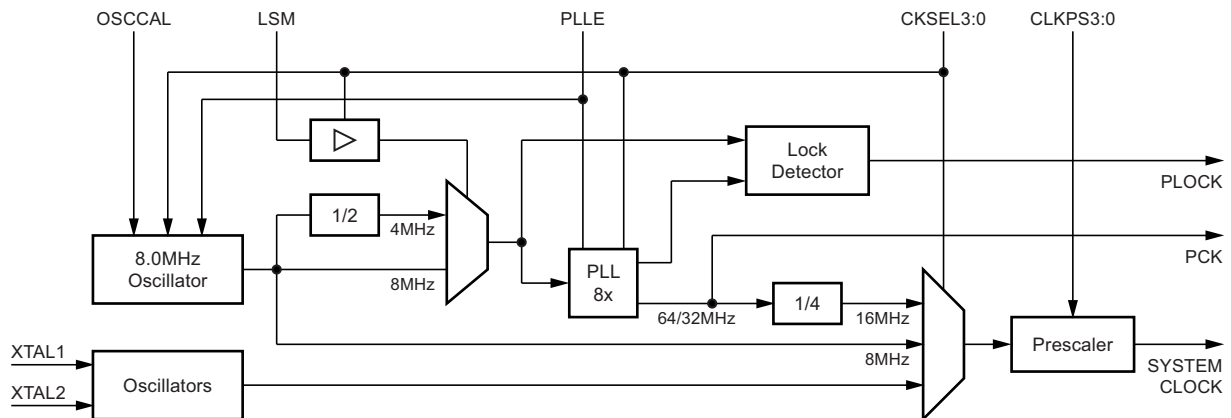 OSCCAL
LSM
PLLE
CKSEL3:0
CLKPS3:0
Lock
Detector
PLOCK
1/2
4MHz
8.0MHz
Oscillator
8MHz
PLL
8x
PCK
64/32MHz
1/4
16MHz
8MHz
Prescaler
SYSTEM
CLOCK
XTAL1
XTAL2
Oscillators